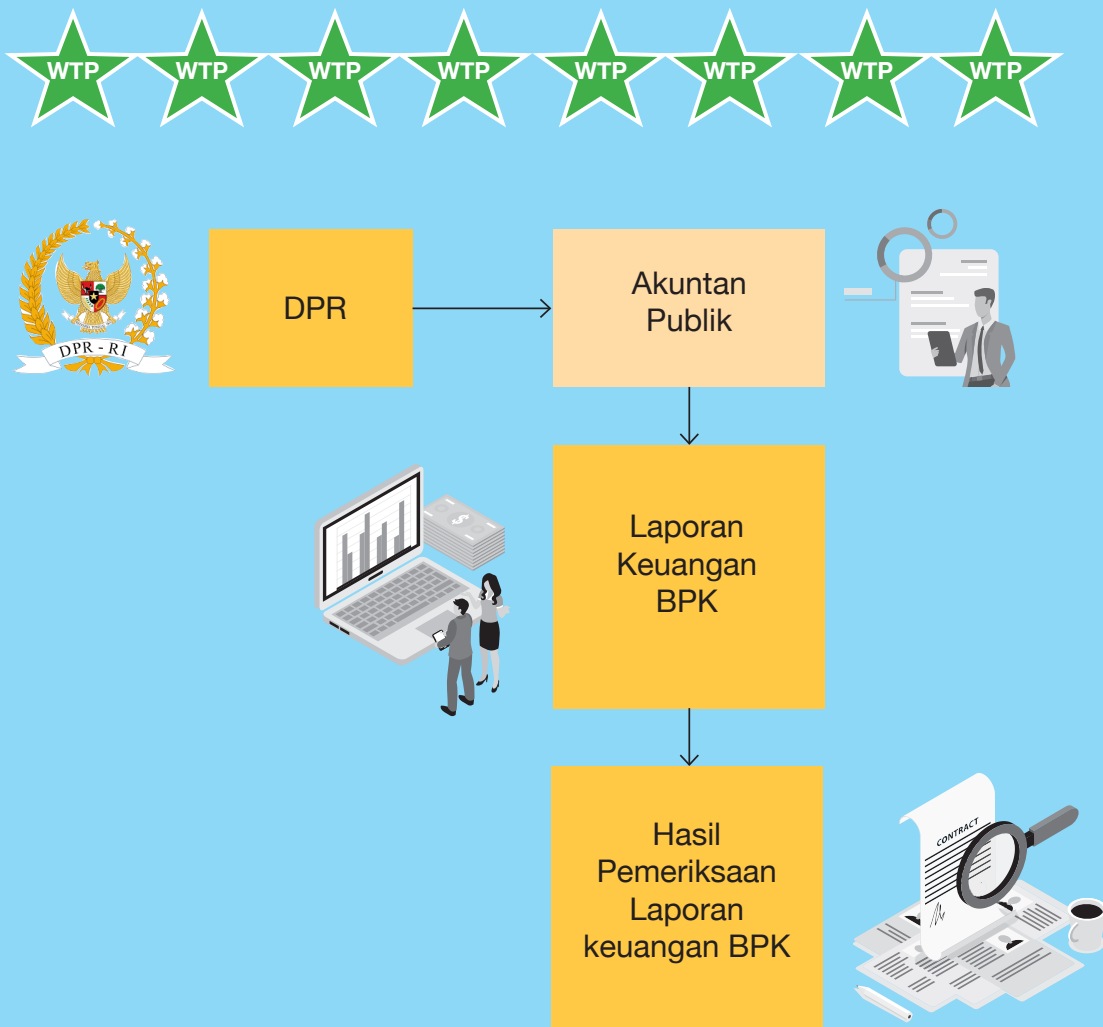 WTP WTP WTP WTP WTP WTP WTP WTP
DPR - RI
DPR
Akuntan
Publik
Laporan
Keuangan
BPK
Hasil
Pemeriksaan
Laporan
keuangan BPK
CONTRACT